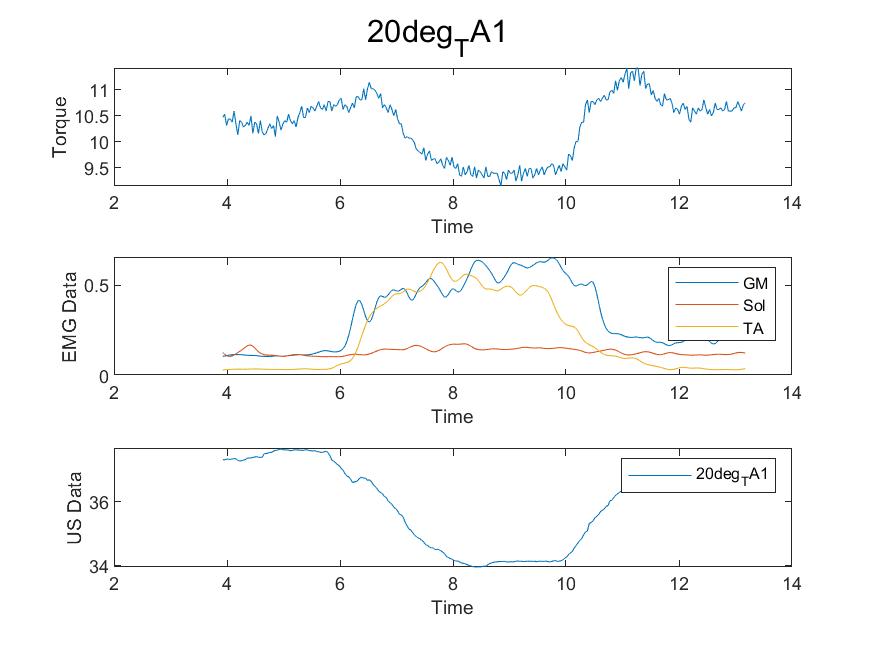 20deg_TA1
11
10.5
10
9.5
Torque
2 4 6 8 10 12 14
Time
0.5
0
EMG Data
GM
Sol
TA
2 4 6 8 10 12 14
Time
36
34
US Data
20deg_TA1
2 4 6 8 10 12 14
Time